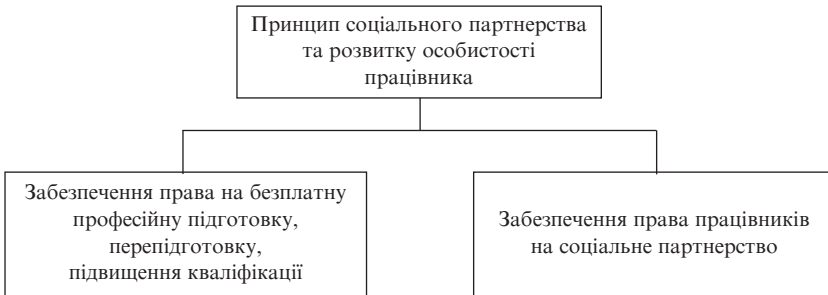 Принцип соціального партнерства
та розвитку особистості
працівника
Забезпечення права на безплатну
професійну підготовку,
перепідготовку,
підвищення кваліфікації
Забезпечення права працівників
на соціальне партнерство